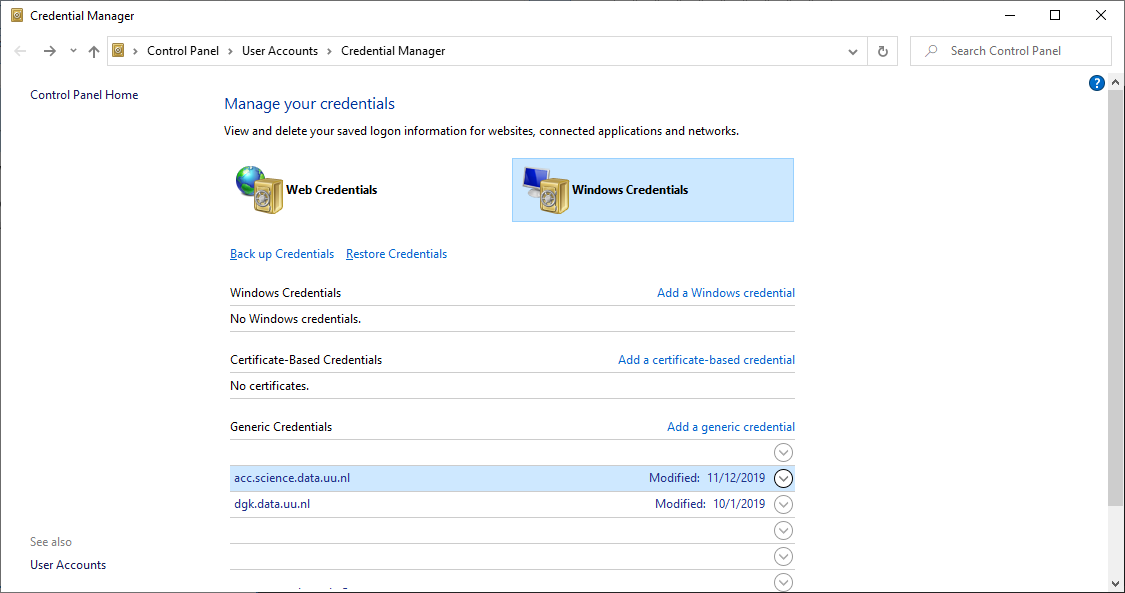 Credential Manager
Control Panel > User Accounts > Credential Manager
Search Control Panel
Control Panel Home
?
Manage your credentials
View and delete your saved logon information for websites, connected applications and networks.
Web Credentials
Windows Credentials
Back up Credentials Restore Credentials
Windows Credentials Add a Windows credential
No Windows credentials.
Certificate-Based Credentials Add a certificate-based credential
No certificates.
Generic Credentials Add a generic credential
acc.science.data.uu.nl Modified: 11/12/2019
dgk.data.uu.nl Modified: 10/1/2019
See also
User Accounts